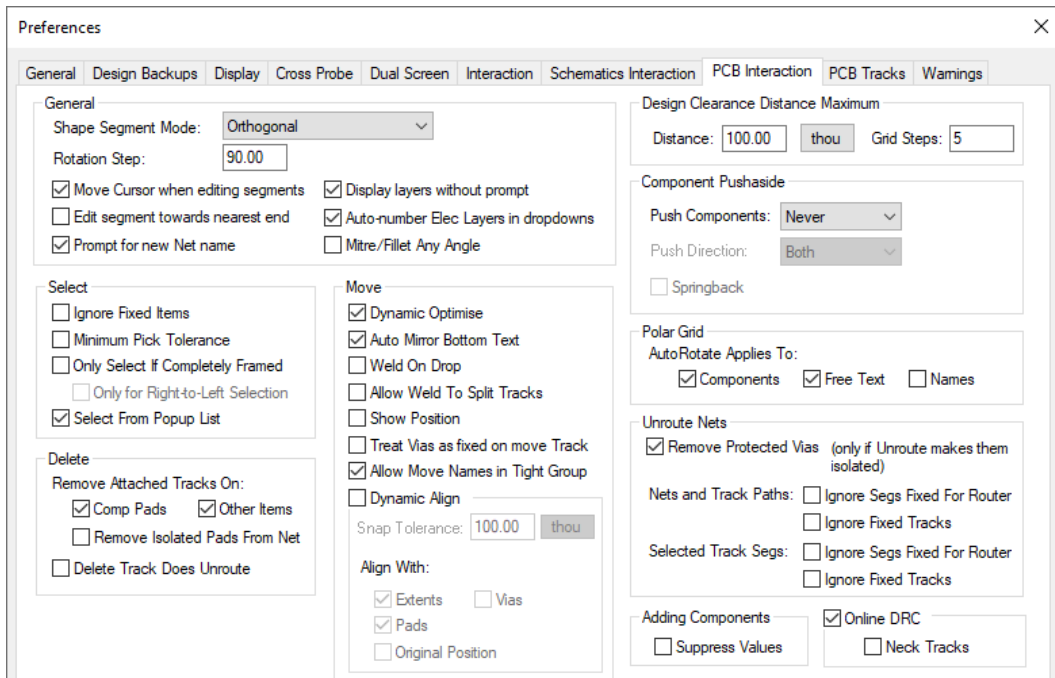 Preferences
General Design Backups Display Cross Probe Dual Screen Interaction Schematics Interaction PCB Interaction PCB Tracks Warnings
General
Shape Segment Mode: Orthogonal
Rotation Step: 90.00
Move Cursor when editing segments Display layers without prompt
Edit segment towards nearest end Auto-number Elec Layers in dropdowns
Prompt for new Net name Mitre/Fillet Any Angle
Select
Ignore Fixed Items
Minimum Pick Tolerance
Only Select If Completely Framed
Only for Right-to-Left Selection
Select From Popup List
Delete
Remove Attached Tracks On:
Comp Pads Other Items
Remove Isolated Pads From Net
Delete Track Does Unroute
Move
Dynamic Optimise
Auto Mirror Bottom Text
Weld On Drop
Allow Weld To Split Tracks
Show Position
Treat Vias as fixed on move Track
Allow Move Names in Tight Group
Dynamic Align
Snap Tolerance: 100.00 thou
Align With:
Extents Vias
Pads
Original Position
Design Clearance Distance Maximum
Distance: 100.00 thou Grid Steps: 5
Component Pushaside
Push Components: Never
Push Direction: Both
Springback
Polar Grid
AutoRotate Applies To:
Components Free Text Names
Unroute Nets
Remove Protected Vias (only if Unroute makes them
isolated)
Nets and Track Paths: Ignore Segs Fixed For Router
Ignore Fixed Tracks
Selected Track Segs: Ignore Segs Fixed For Router
Ignore Fixed Tracks
Adding Components
Suppress Values
Online DRC
Neck Tracks